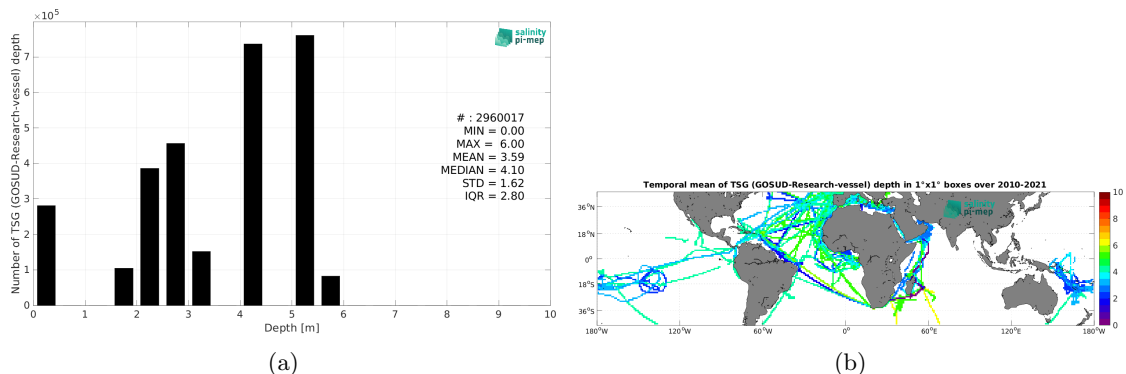 ×10⁵
Number of TSG (GOSUD-Research-vessel) depth
7
6
5
4
3
2
1
0
salinity
pi-mep
# : 2960017
MIN = 0.00
MAX = 6.00
MEAN = 3.59
MEDIAN = 4.10
STD = 1.62
IQR = 2.80
0 1 2 3 4 5 6 7 8 9 10
Depth [m]
(a)
Temporal mean of TSG (GOSUD-Research-vessel) depth in 1°x1° boxes over 2010-2021
salinity
pi-mep
36°N
18°N
0°
18°S
36°S
180°W 120°W 60°W 0° 60°E 120°E 180°E
10
8
6
4
2
0
(b)